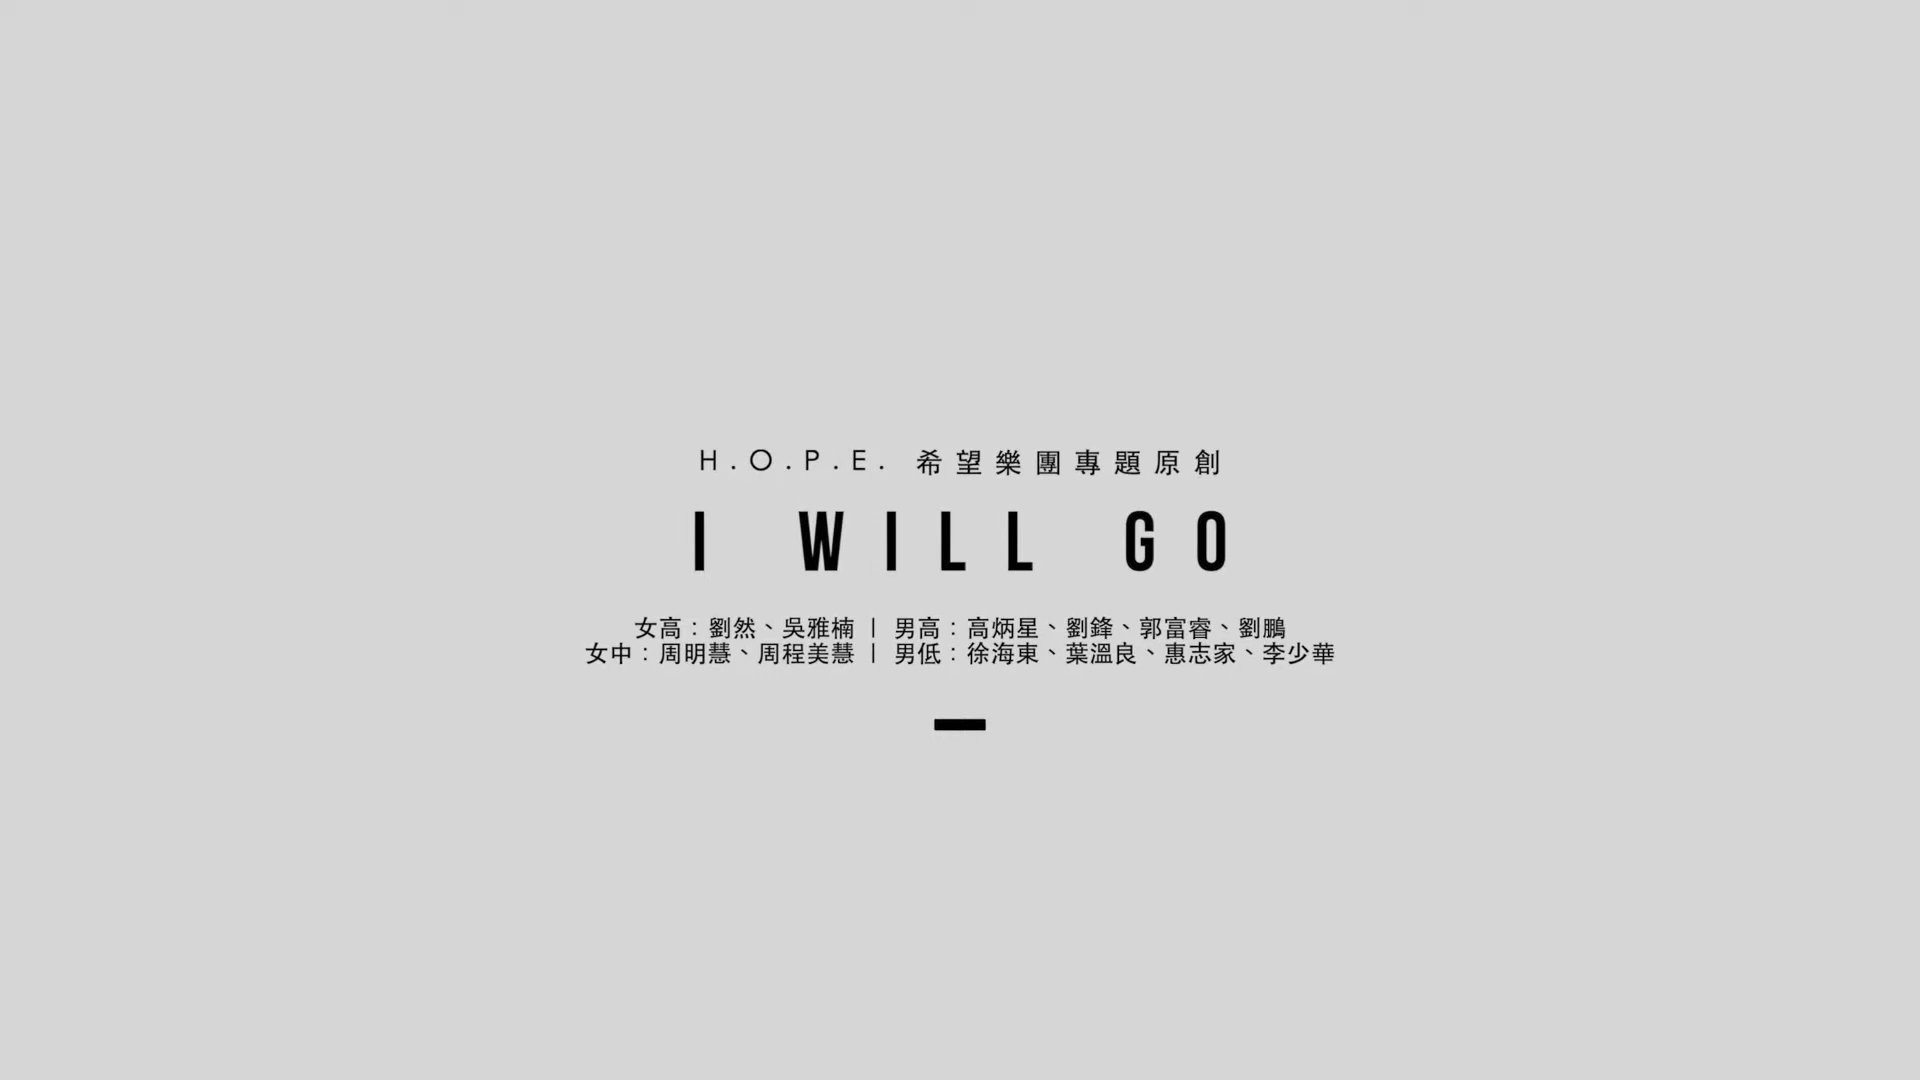 H.O.P.E. 希望樂團專題原創
I WILL GO
女高：劉然、吳雅楠 | 男高：高炳星、劉鋒、郭富睿、劉鵬
女中：周明慧、周程美慧 | 男低：徐海東、葉溫良、惠志家、李少華